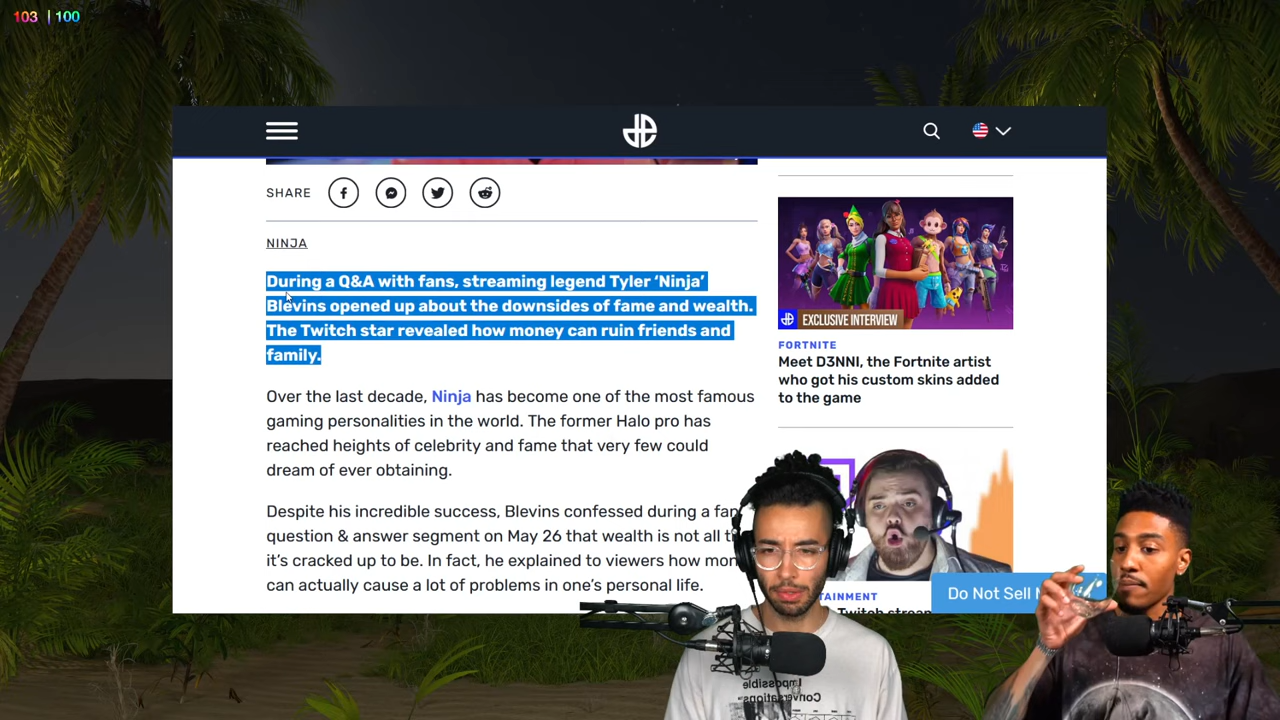 103 | 100
SHARE
NINJA
During a Q&A with fans, streaming legend Tyler ‘Ninja’
Blevins opened up about the downsides of fame and wealth.
The Twitch star revealed how money can ruin friends and
family.
Over the last decade, Ninja has become one of the most famous
gaming personalities in the world. The former Halo pro has
reached heights of celebrity and fame that very few could
dream of ever obtaining.
Despite his incredible success, Blevins confessed during a fan
question & answer segment on May 26 that wealth is not all
it’s cracked up to be. In fact, he explained to viewers how
can actually cause a lot of problems in one’s personal life.
EXCLUSIVE INTERVIEW
FORTNITE
Meet D3NNI, the Fortnite artist
who got his custom skins added
to the game
Do Not Sell
Twitch
Impossible
Conversations